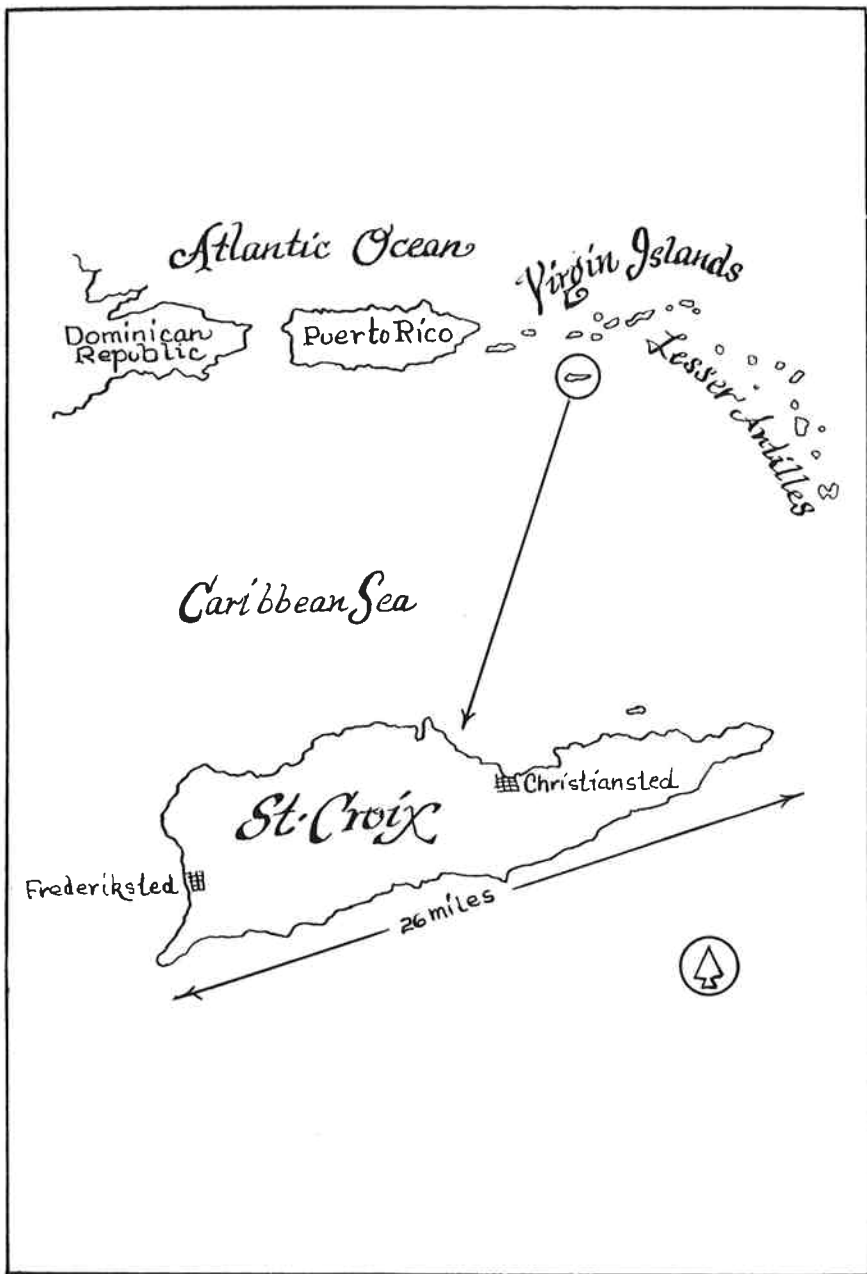 Atlantic Ocean
Virgin Islands
Dominican
Republic
Puerto Rico
Lesser Antilles
Caribbean Sea
Christiansted
St. Croix
Frederiksted
26 miles